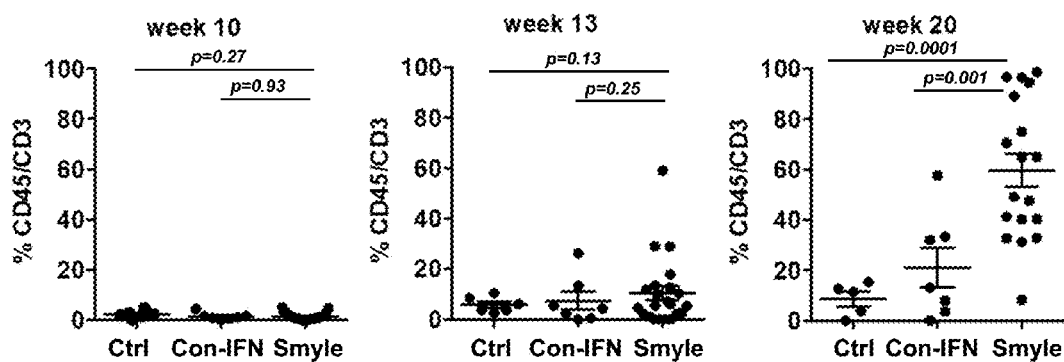 week 10
p=0.27
p=0.93
% CD45/CD3
100
80
60
40
20
0
Ctrl Con-IFN Smyle
week 13
p=0.13
p=0.25
% CD45/CD3
100
80
60
40
20
0
Ctrl Con-IFN Smyle
week 20
p=0.0001
p=0.001
% CD45/CD3
100
80
60
40
20
0
Ctrl Con-IFN Smyle